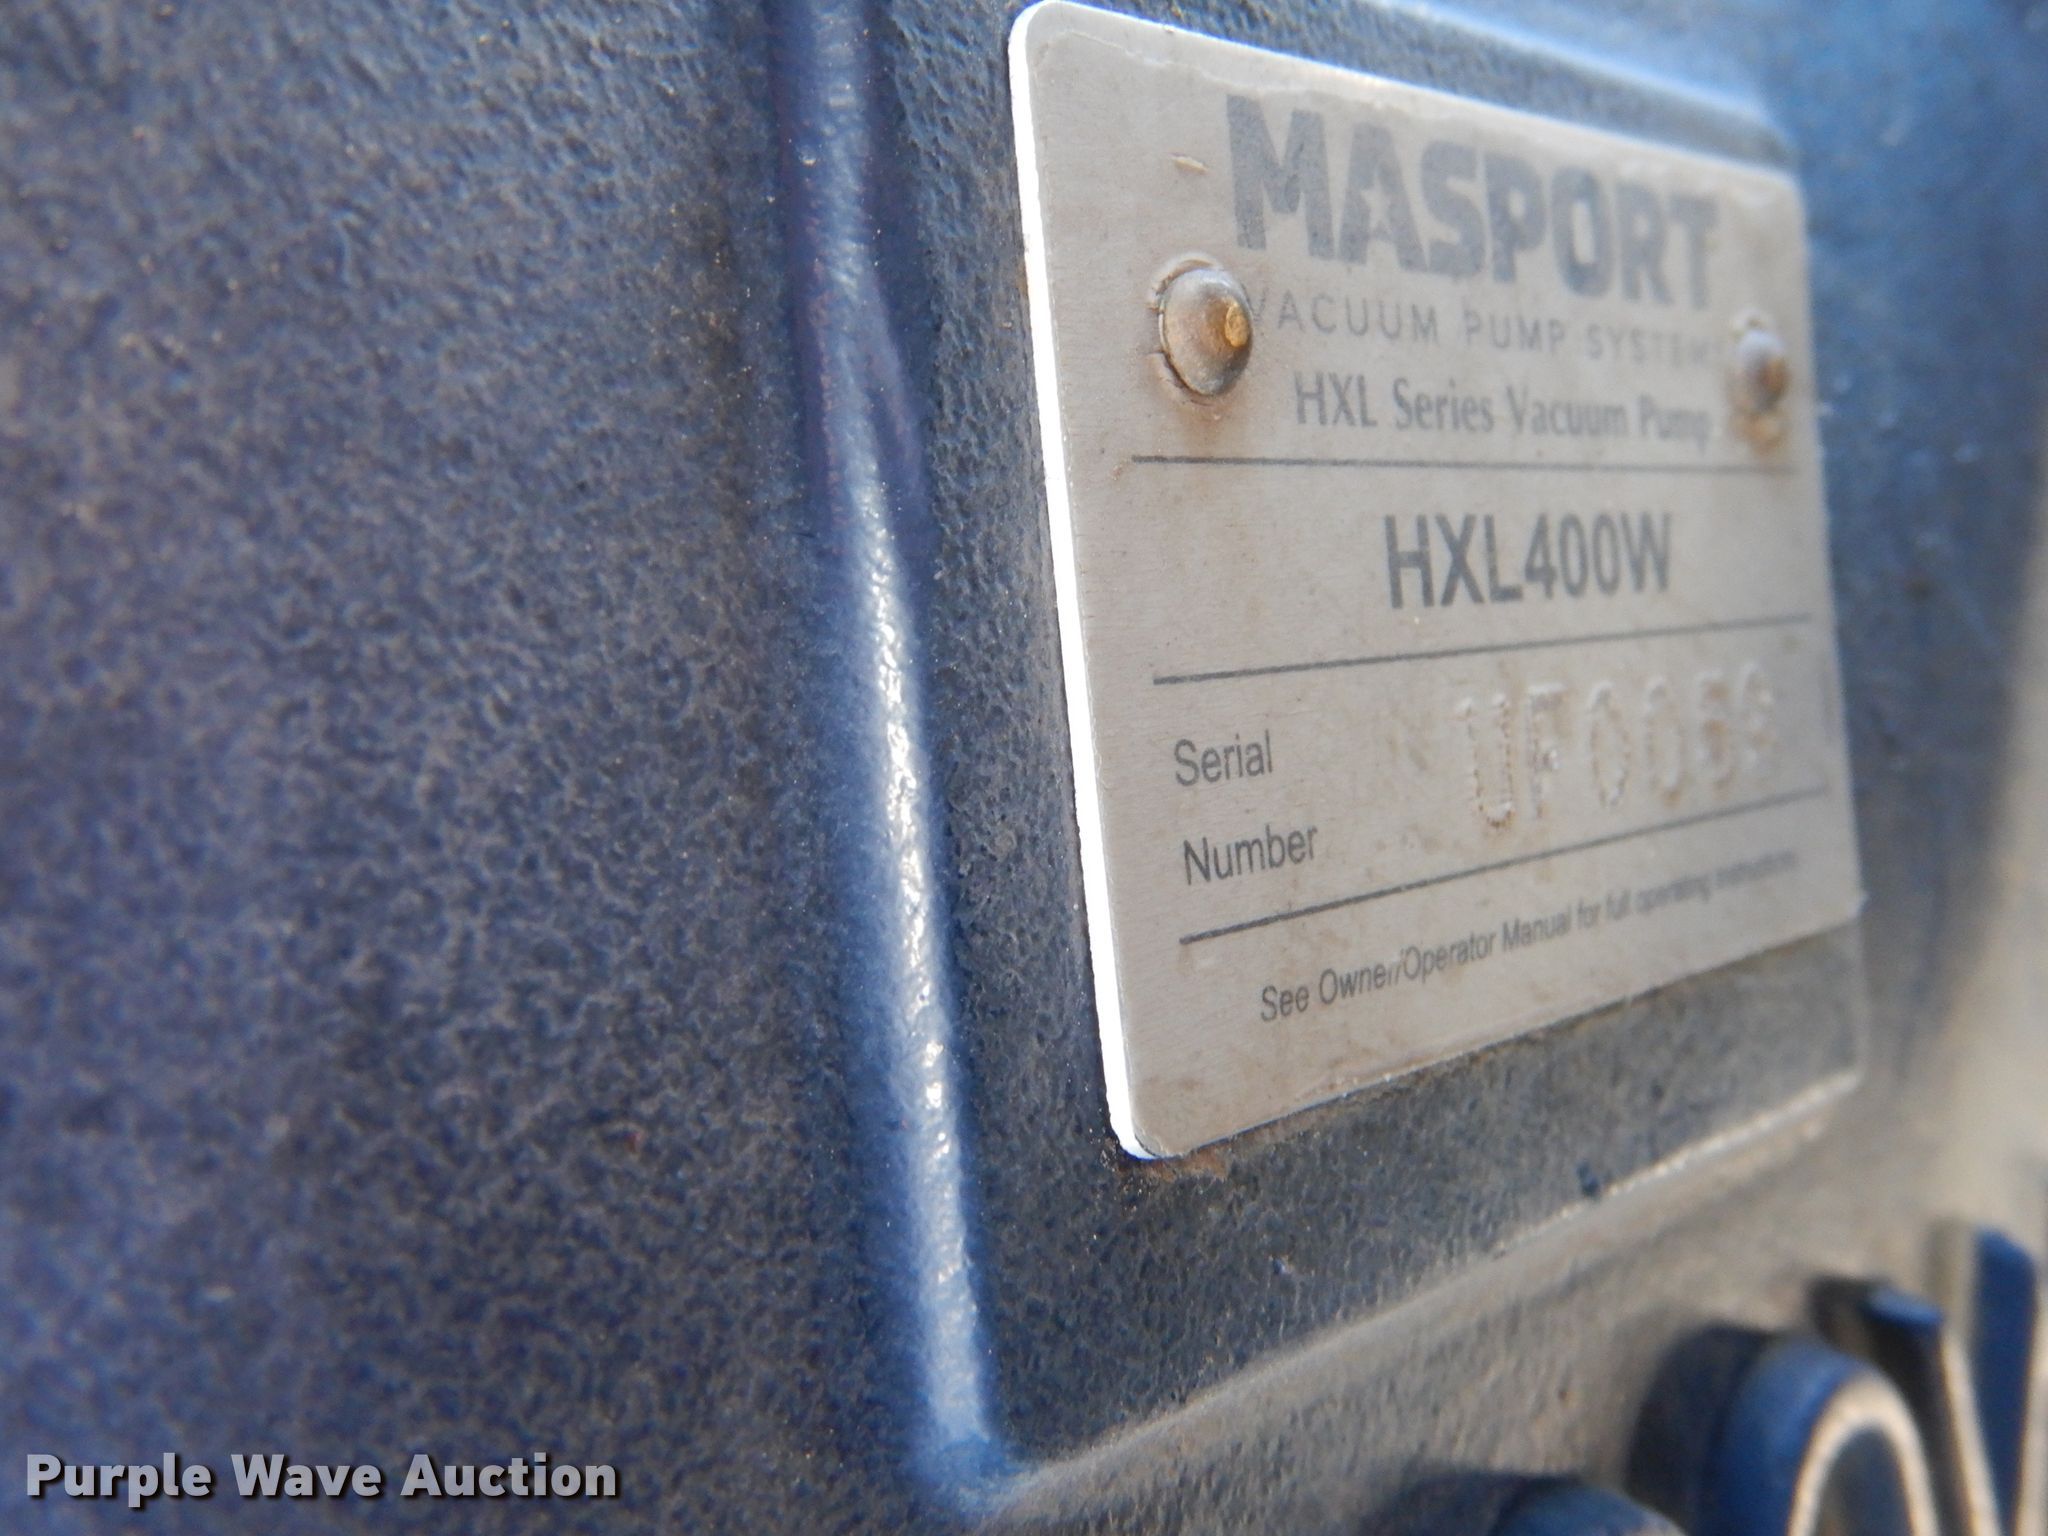 MASPORT
VACUUM PUMP SYSTEMS
HXL Series Vacuum Pump
HXL400W
Serial
Number
See Owner/Operator Manual for full operating instructions
Purple Wave Auction